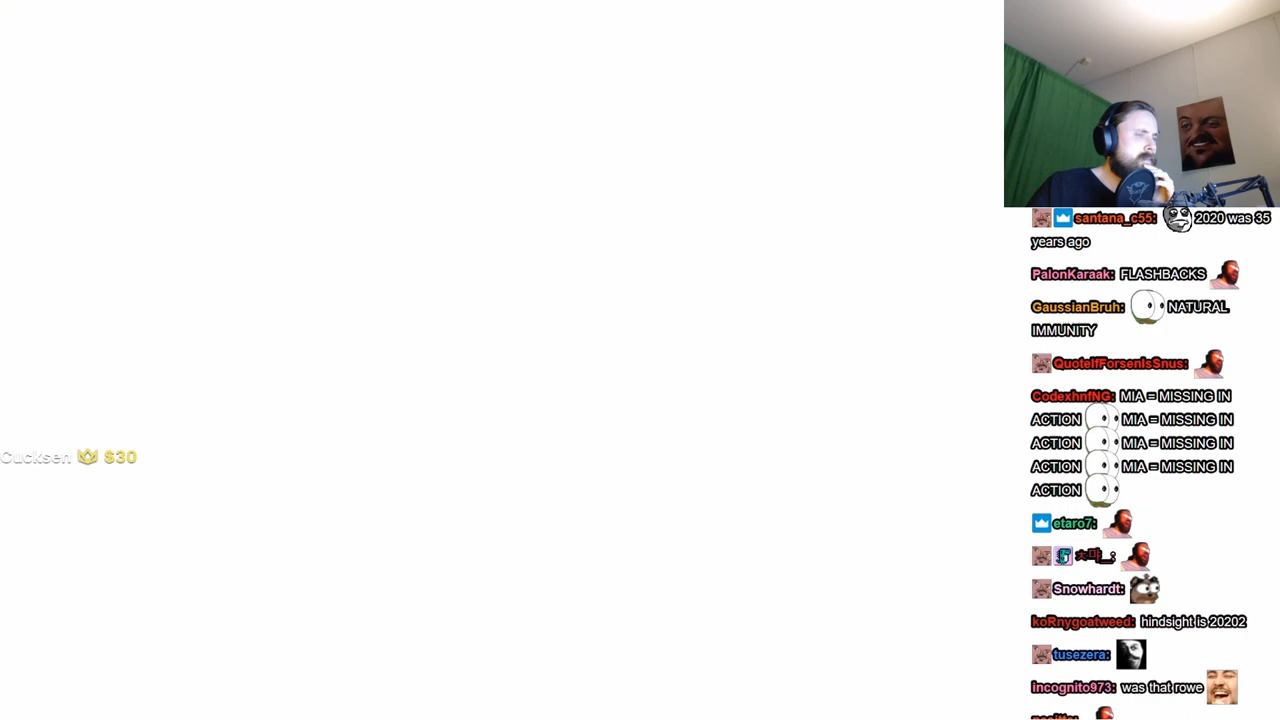 santana_c55: 2020 was 35
years ago
PalonKaraak: FLASHBACKS
GaussianBruh: NATURAL
IMMUNITY
QuoteIfForsenIsSnus:
CodexhnfNG: MIA = MISSING IN
ACTION MIA = MISSING IN
ACTION MIA = MISSING IN
ACTION MIA = MISSING IN
ACTION
Cucksen $30
etaro7:
Snowhardt:
koRnygoatweed: hindsight is 20202
tusezera:
incognito973: was that rowe